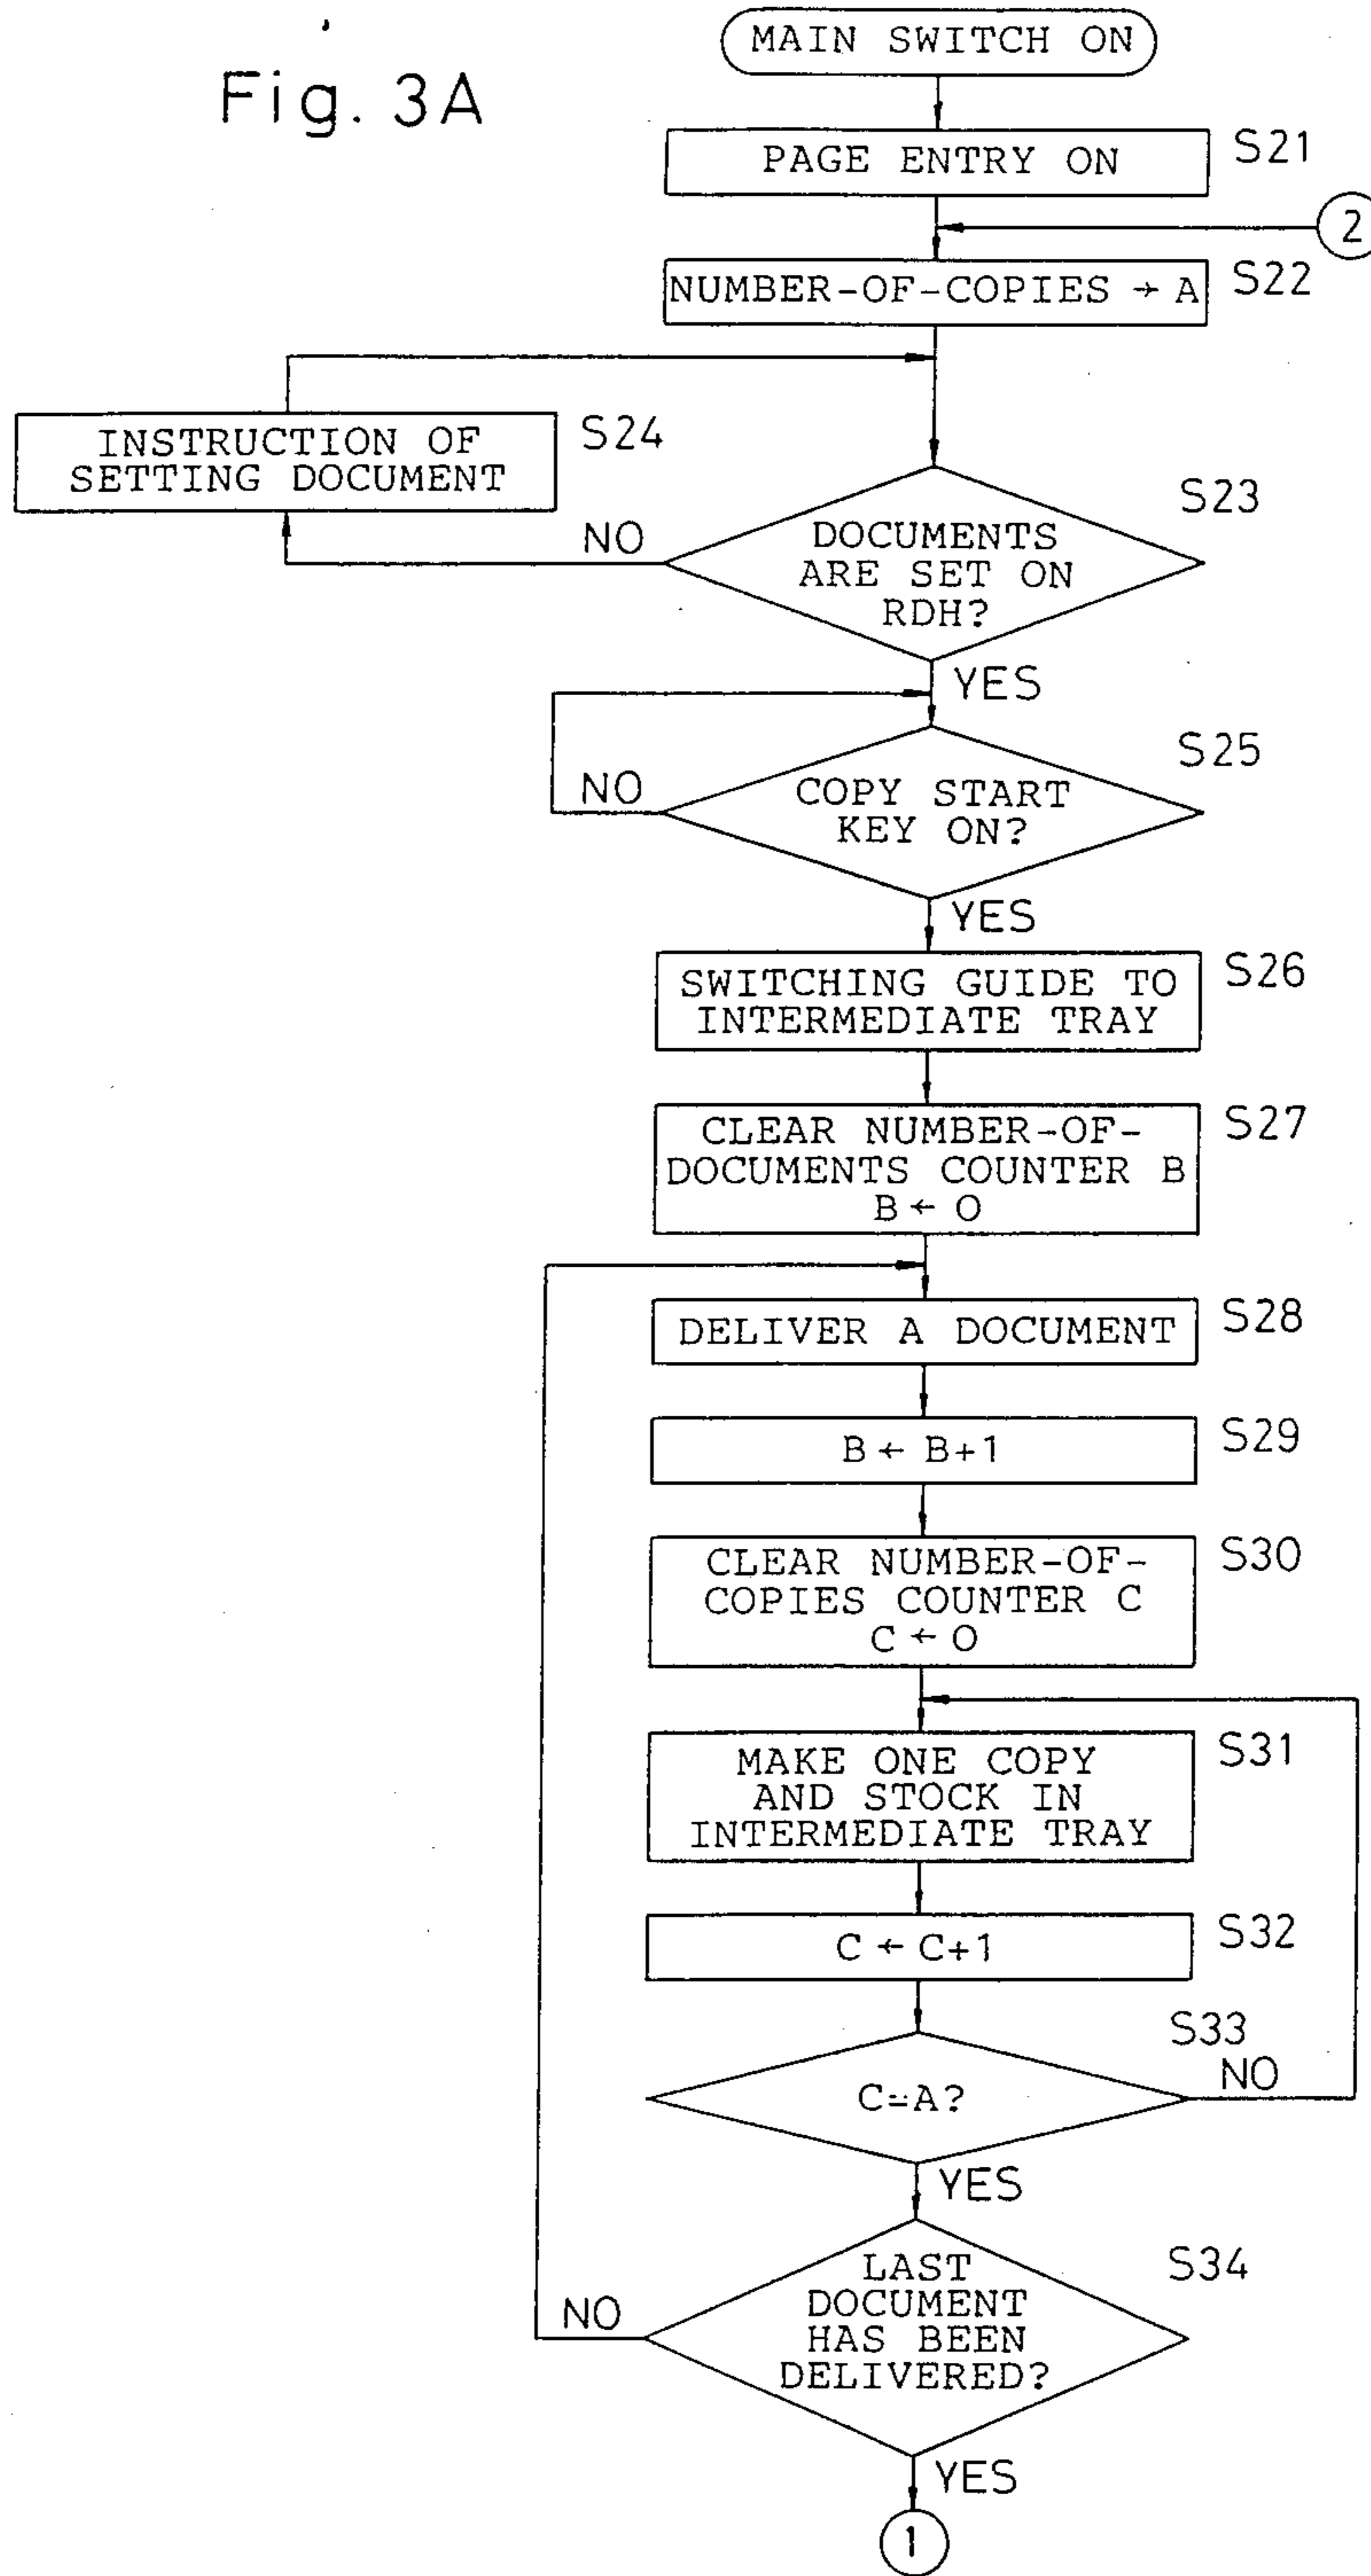 Fig. 3A
MAIN SWITCH ON
PAGE ENTRY ON
S21
2
NUMBER-OF-COPIES → A
S22
INSTRUCTION OF
SETTING DOCUMENT
S24
S23
NO
DOCUMENTS
ARE SET ON
RDH?
YES
S25
NO
COPY START
KEY ON?
YES
SWITCHING GUIDE TO
INTERMEDIATE TRAY
S26
CLEAR NUMBER-OF-
DOCUMENTS COUNTER B
B ← 0
S27
DELIVER A DOCUMENT
S28
B ← B+1
S29
CLEAR NUMBER-OF-
COPIES COUNTER C
C ← 0
S30
MAKE ONE COPY
AND STOCK IN
INTERMEDIATE TRAY
S31
C ← C+1
S32
S33
C=A?
NO
YES
S34
NO
LAST
DOCUMENT
HAS BEEN
DELIVERED?
YES
1